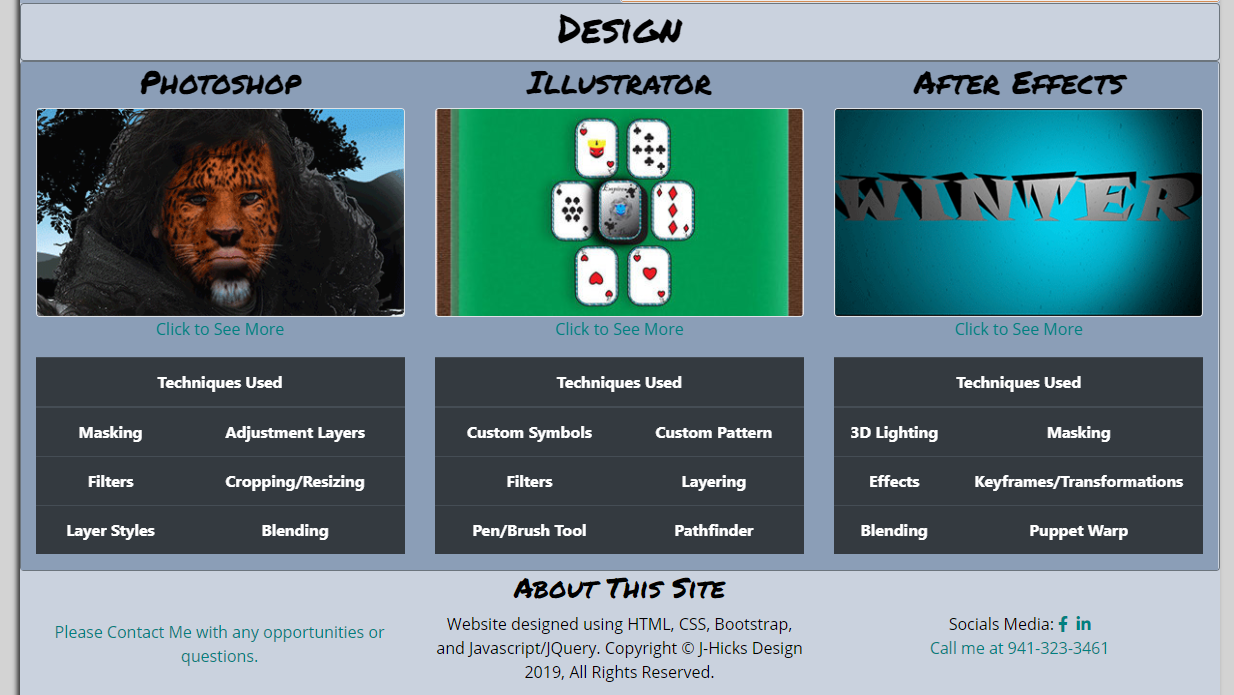 Design
Photoshop
Illustrator
After Effects
Empires
WINTER
Click to See More
Click to See More
Click to See More
Techniques Used
Masking Adjustment Layers
Filters Cropping/Resizing
Layer Styles Blending
Techniques Used
Custom Symbols Custom Pattern
Filters Layering
Pen/Brush Tool Pathfinder
Techniques Used
3D Lighting Masking
Effects Keyframes/Transformations
Blending Puppet Warp
About This Site
Please Contact Me with any opportunities or
questions.
Website designed using HTML, CSS, Bootstrap,
and Javascript/JQuery. Copyright © J-Hicks Design
2019, All Rights Reserved.
Socials Media: f in
Call me at 941-323-3461